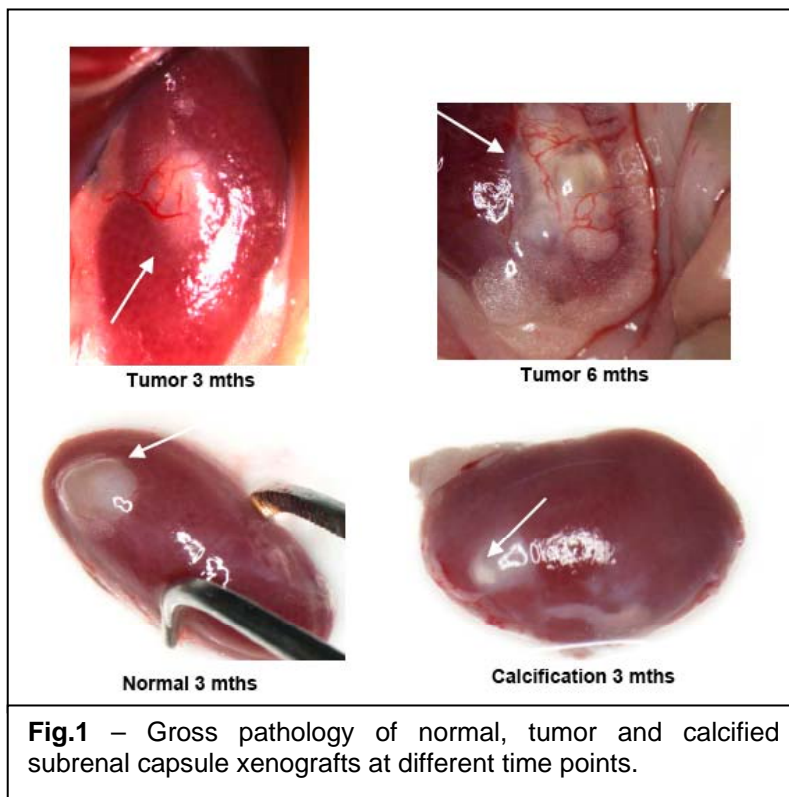 Tumor 3 mths
Tumor 6 mths
Normal 3 mths
Calcification 3 mths
Fig.1 – Gross pathology of normal, tumor and calcified
subrenal capsule xenografts at different time points.